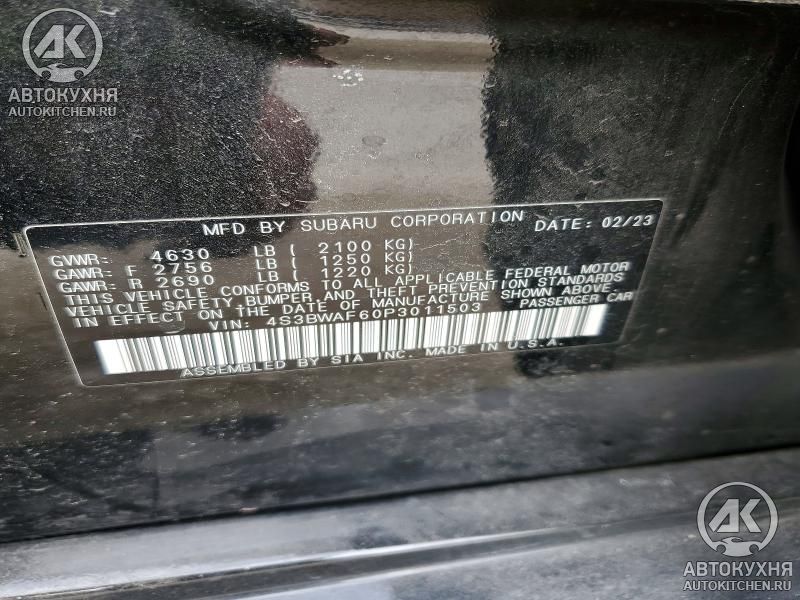 АК
АВТОКУХНЯ
AUTOKITCHEN.RU
MFD BY SUBARU CORPORATION DATE: 02/23
GVWR: 4630 LB ( 2100 KG)
GAWR: F 2756 LB ( 1250 KG)
GAWR: R 2690 LB ( 1220 KG)
THIS VEHICLE CONFORMS TO ALL APPLICABLE FEDERAL MOTOR
VEHICLE SAFETY, BUMPER, AND THEFT PREVENTION STANDARDS
IN EFFECT ON THE DATE OF MANUFACTURE SHOWN ABOVE.
VIN: 4S3BWAF60P3011503 PASSENGER CAR
ASSEMBLED BY SIA INC. MADE IN U.S.A.
АК
АВТОКУХНЯ
AUTOKITCHEN.RU